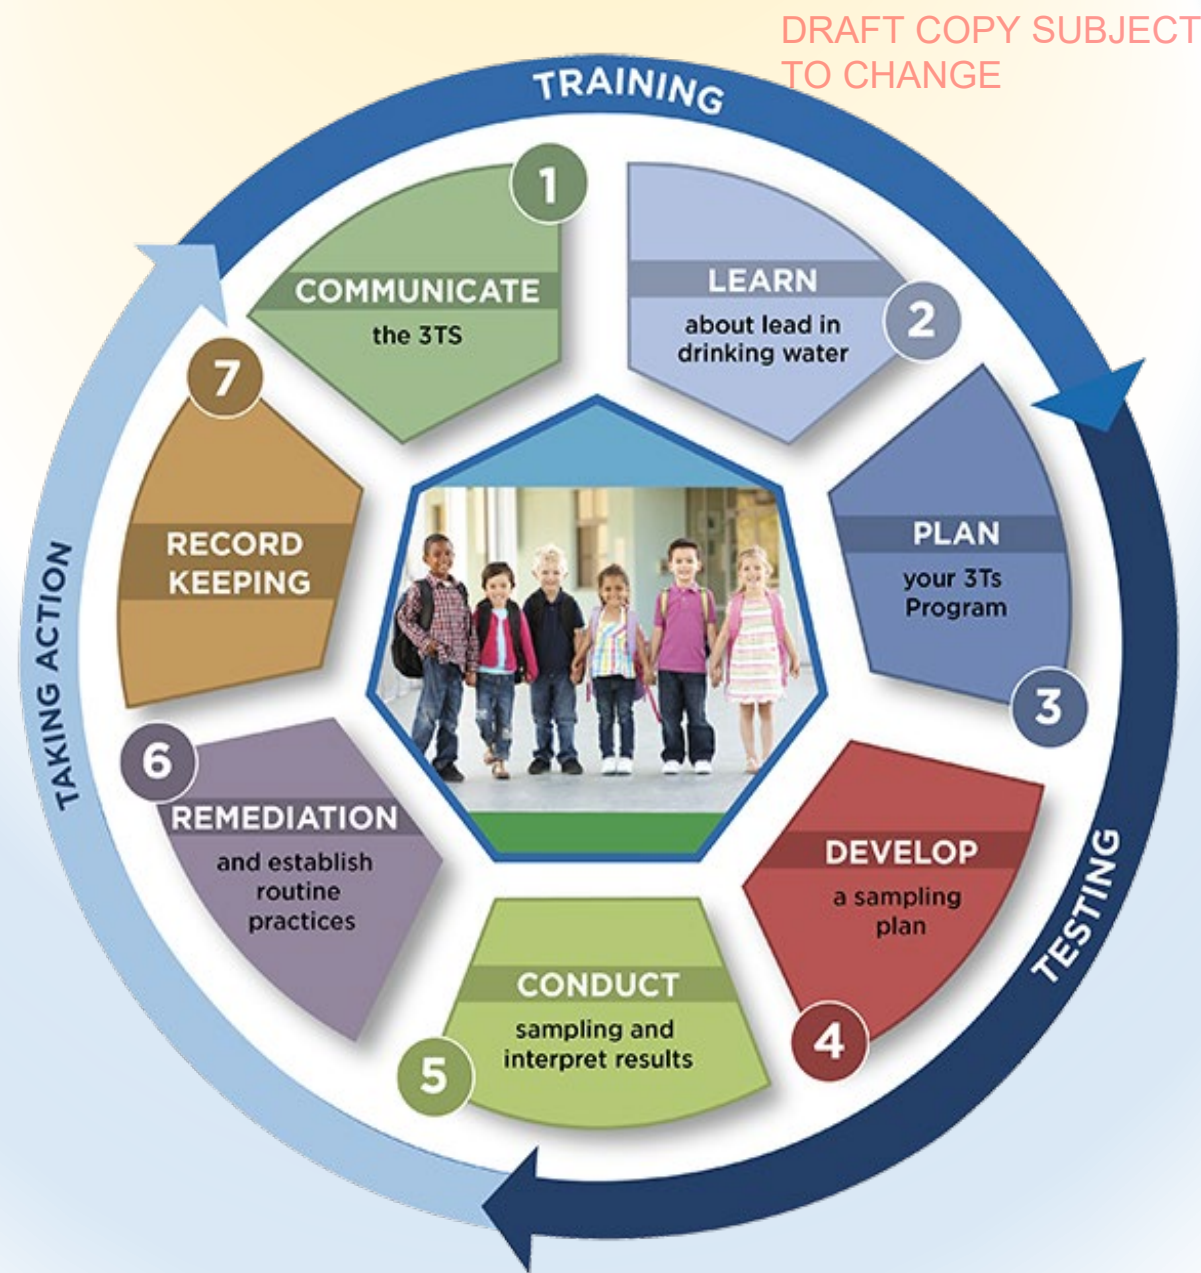 DRAFT COPY SUBJECT
TO CHANGE
TRAINING
1
COMMUNICATE
the 3TS
2
LEARN
about lead in
drinking water
3
PLAN
your 3Ts
Program
4
DEVELOP
a sampling
plan
TESTING
5
CONDUCT
sampling and
interpret results
6
REMEDIATION
and establish
routine
practices
7
RECORD
KEEPING
TAKING ACTION